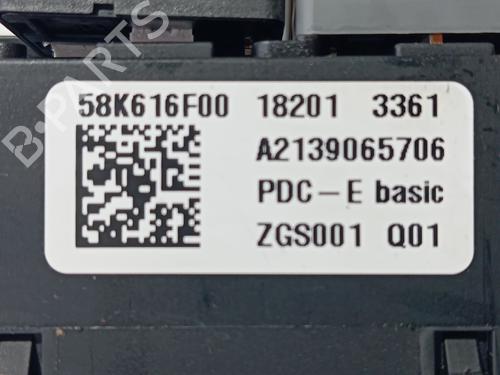 58K616F00 18201 3361
A2139065706
PDC-E basic
ZGS001 Q01
B-PARTS